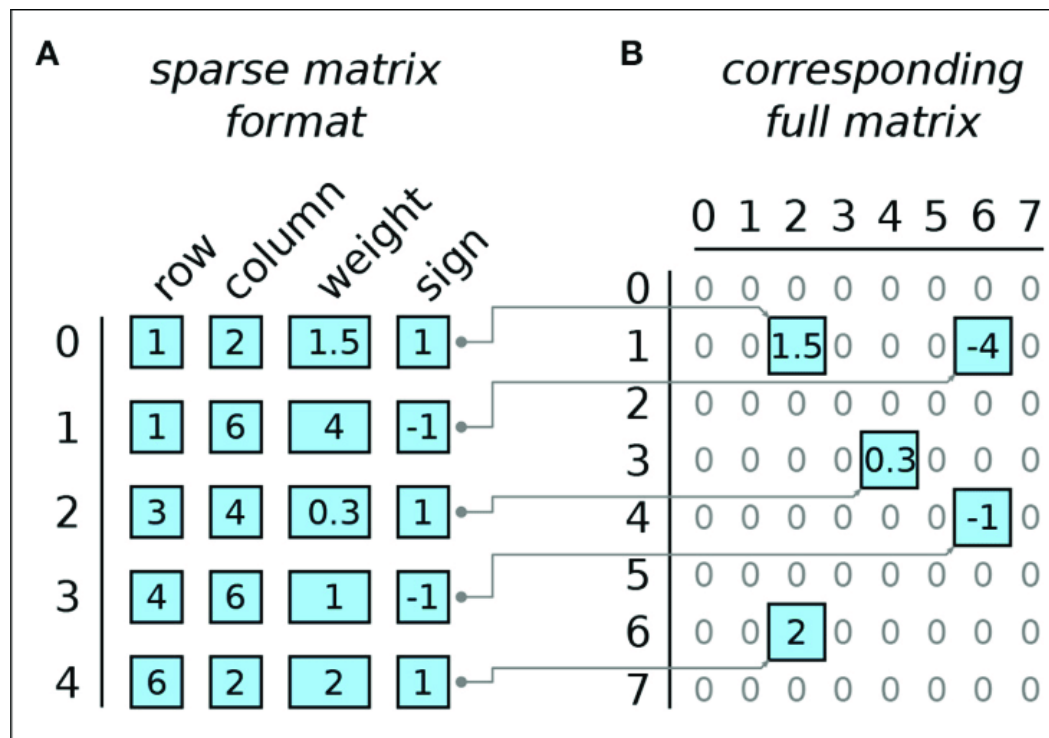 A
sparse matrix
format
row column weight sign
0 1 2 1.5 1
1 1 6 4 -1
2 3 4 0.3 1
3 4 6 1 -1
4 6 2 2 1
B
corresponding
full matrix
0 1 2 3 4 5 6 7
0 0 0 0 0 0 0 0 0
1 0 0 1.5 0 0 0 -4 0
2 0 0 0 0 0 0 0 0
3 0 0 0 0 0.3 0 0 0
4 0 0 0 0 0 0 -1 0
5 0 0 0 0 0 0 0 0
6 0 0 2 0 0 0 0 0
7 0 0 0 0 0 0 0 0